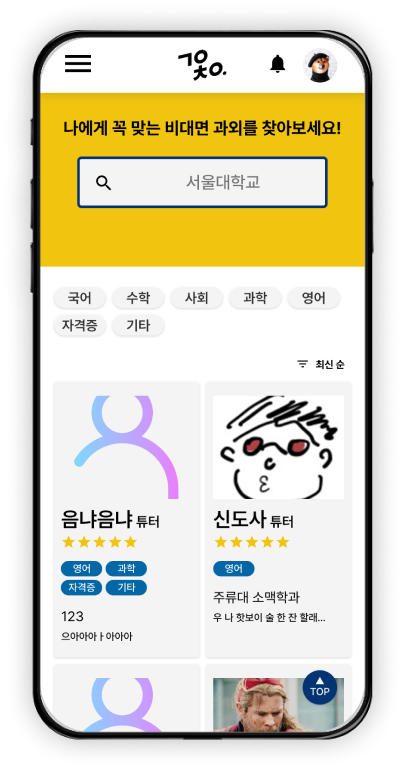 나에게 꼭 맞는 비대면 과외를 찾아보세요!
서울대학교
국어 수학 사회 과학 영어
자격증 기타
최신 순
음냐음냐 튜터
영어 과학
자격증 기타
123
으아아아ㅏ아아아
신도사 튜터
영어
주류대 소맥학과
우 나 핫보이 술 한 잔 할래...
TOP